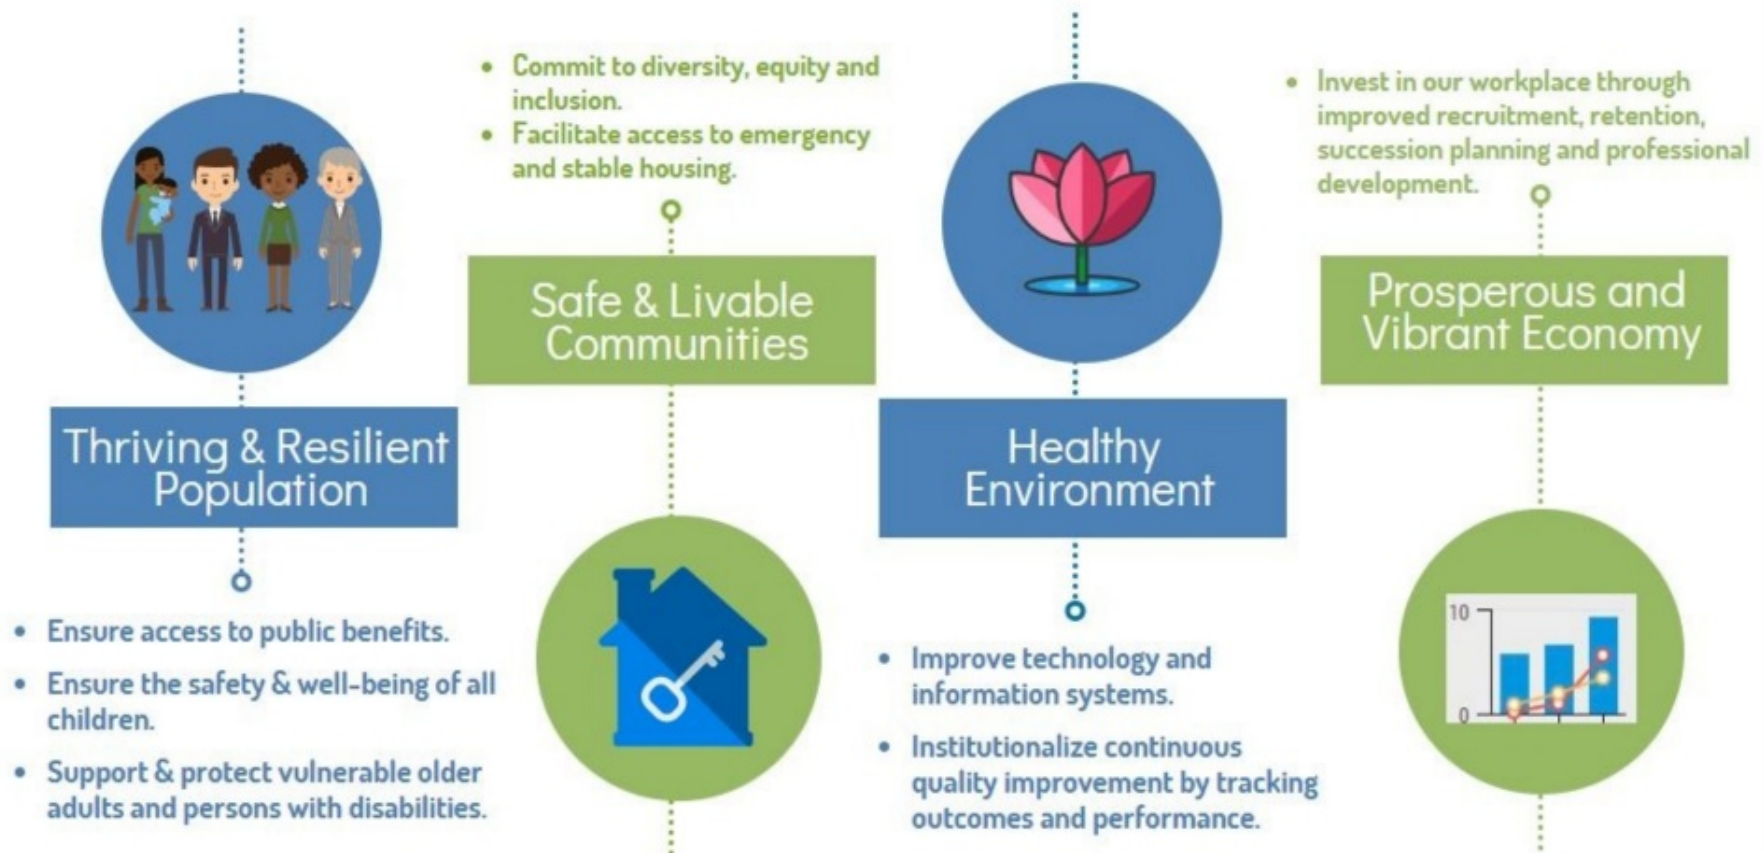 Thriving & Resilient
Population
• Ensure access to public benefits.
• Ensure the safety & well-being of all
children.
• Support & protect vulnerable older
adults and persons with disabilities.
• Commit to diversity, equity and
inclusion.
• Facilitate access to emergency
and stable housing.
Safe & Livable
Communities
Healthy
Environment
• Improve technology and
information systems.
• Institutionalize continuous
quality improvement by tracking
outcomes and performance.
• Invest in our workplace through
improved recruitment, retention,
succession planning and professional
development.
Prosperous and
Vibrant Economy
10
0